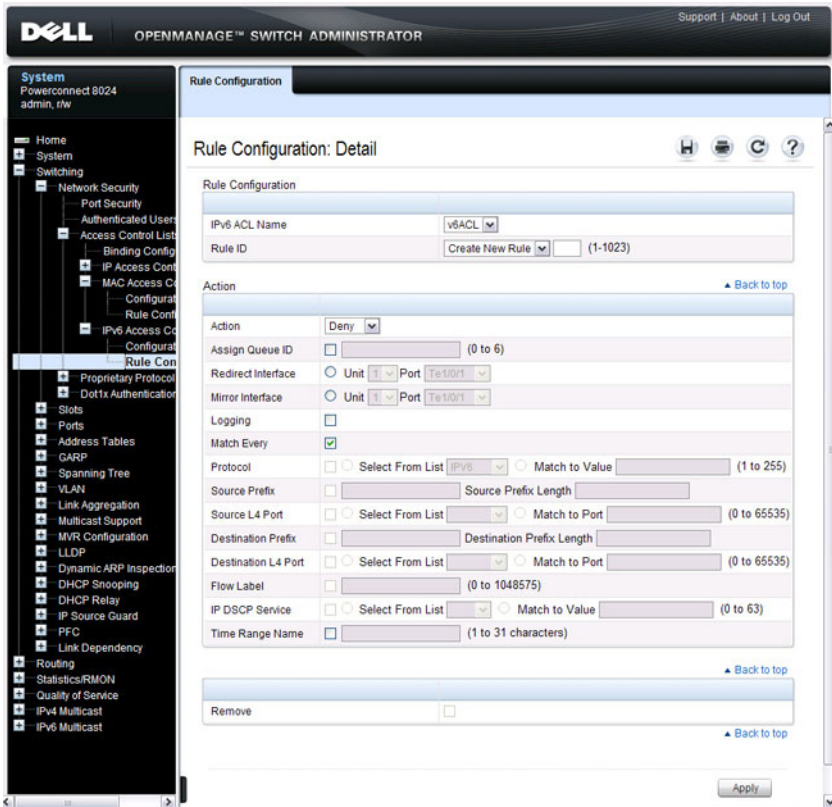 Support | About | Log Out
DELL OPENMANAGE™ SWITCH ADMINISTRATOR
System
Powerconnect 8024
admin, r/w
Rule Configuration
Home
System
Switching
Network Security
Port Security
Authenticated Users
Access Control Lists
Binding Config
IP Access Cont
MAC Access Co
Configurat
Rule Confi
IPv6 Access Co
Configurat
Rule Con
Proprietary Protocol
Dot1x Authentication
Slots
Ports
Address Tables
GARP
Spanning Tree
VLAN
Link Aggregation
Multicast Support
MVR Configuration
LLDP
Dynamic ARP Inspection
DHCP Snooping
DHCP Relay
IP Source Guard
PFC
Link Dependency
Routing
Statistics/RMON
Quality of Service
IPv4 Multicast
IPv6 Multicast
Rule Configuration: Detail
Rule Configuration
IPv6 ACL Name v6ACL
Rule ID Create New Rule (1-1023)
Action Back to top
Action Deny
Assign Queue ID (0 to 6)
Redirect Interface Unit 1 Port Te1/0/1
Mirror Interface Unit 1 Port Te1/0/1
Logging
Match Every
Protocol Select From List IPV6 Match to Value (1 to 255)
Source Prefix Source Prefix Length
Source L4 Port Select From List Match to Port (0 to 65535)
Destination Prefix Destination Prefix Length
Destination L4 Port Select From List Match to Port (0 to 65535)
Flow Label (0 to 1048575)
IP DSCP Service Select From List Match to Value (0 to 63)
Time Range Name (1 to 31 characters)
Back to top
Remove
Back to top
Apply